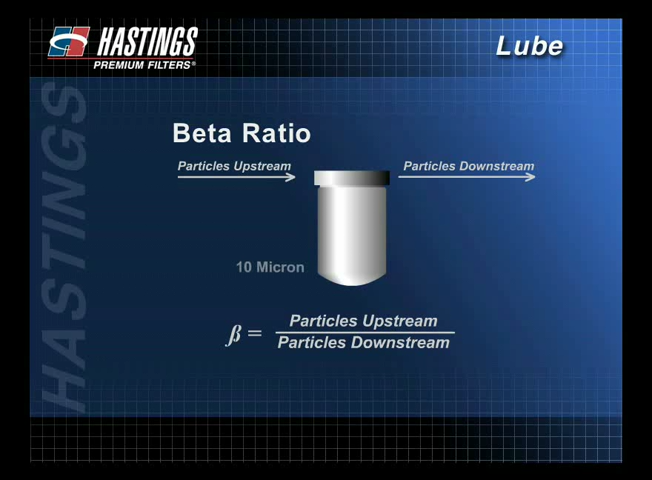 HASTINGS
PREMIUM FILTERS®
Lube
HASTINGS
Beta Ratio
Particles Upstream
Particles Downstream
10 Micron
ß = Particles Upstream
Particles Downstream